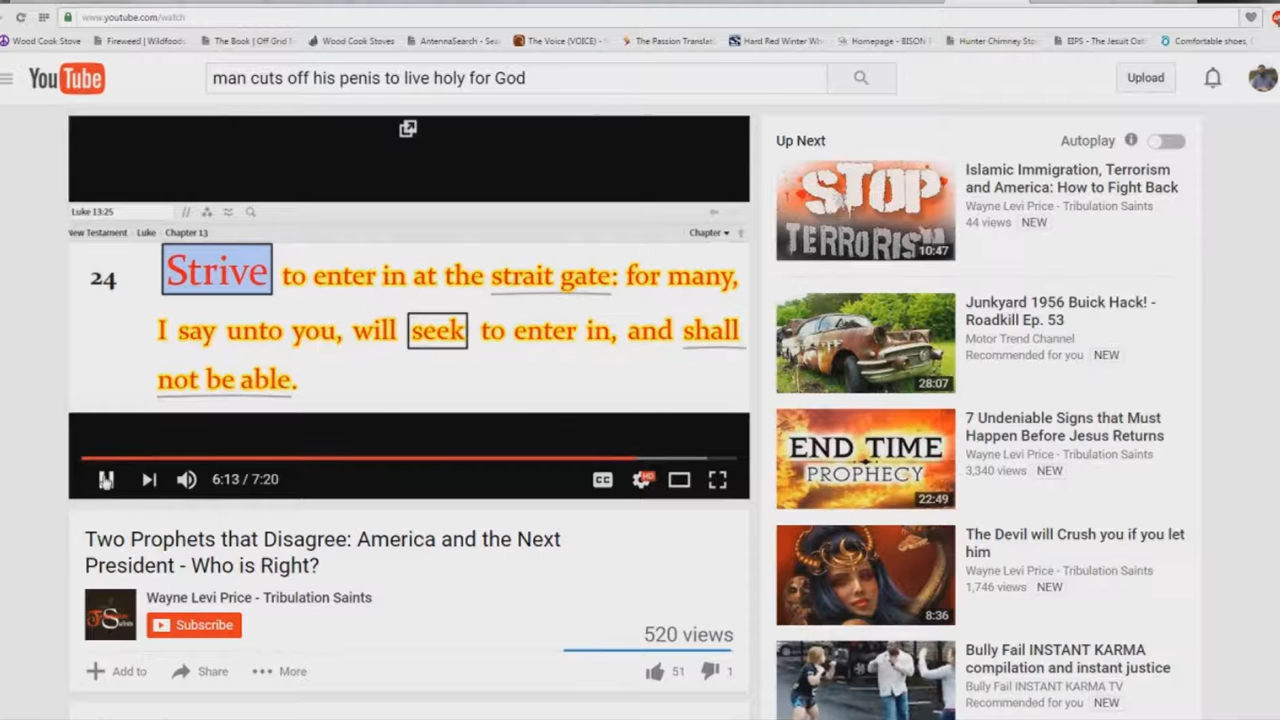 www.youtube.com/watch
Wood Cook Stove
Fireweed | Wildfoods
The Book | Off Grid
Wood Cook Stoves
AntennaSearch - Sea
The Voice (VOICE) -
The Passion Translat
Hard Red Winter Wh
Homepage - BISON
Hunter Chimney Sto
EIPS - The Jesuit Oat
Comfortable shoes,
YouTube
man cuts off his penis to live holy for God
Upload
Luke 13:25
New Testament Luke Chapter 13
Chapter
24 Strive to enter in at the strait gate: for many,
I say unto you, will seek to enter in, and shall
not be able.
6:13 / 7:20
CC
HD
Two Prophets that Disagree: America and the Next
President - Who is Right?
Wayne Levi Price - Tribulation Saints
Subscribe
520 views
Add to
Share
More
51
1
Up Next
Autoplay
STOP
TERRORISM
10:47
Islamic Immigration, Terrorism
and America: How to Fight Back
Wayne Levi Price - Tribulation Saints
44 views NEW
28:07
Junkyard 1956 Buick Hack! -
Roadkill Ep. 53
Motor Trend Channel
Recommended for you NEW
END TIME
PROPHECY
22:49
7 Undeniable Signs that Must
Happen Before Jesus Returns
Wayne Levi Price - Tribulation Saints
3,340 views NEW
8:36
The Devil will Crush you if you let
him
Wayne Levi Price - Tribulation Saints
1,746 views NEW
Bully Fail INSTANT KARMA
compilation and instant justice
Bully Fail INSTANT KARMA TV
Recommended for you NEW